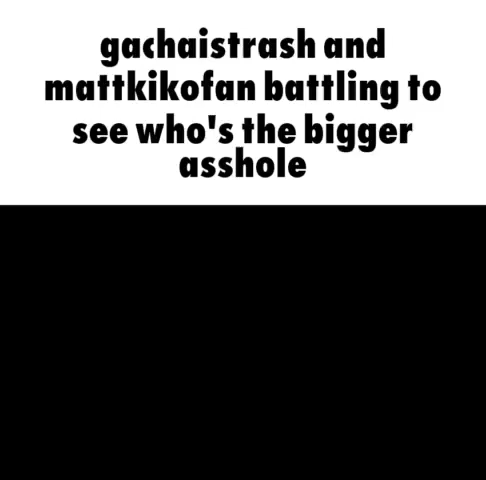 gachaistrash and
mattkikofan battling to
see who's the bigger
asshole